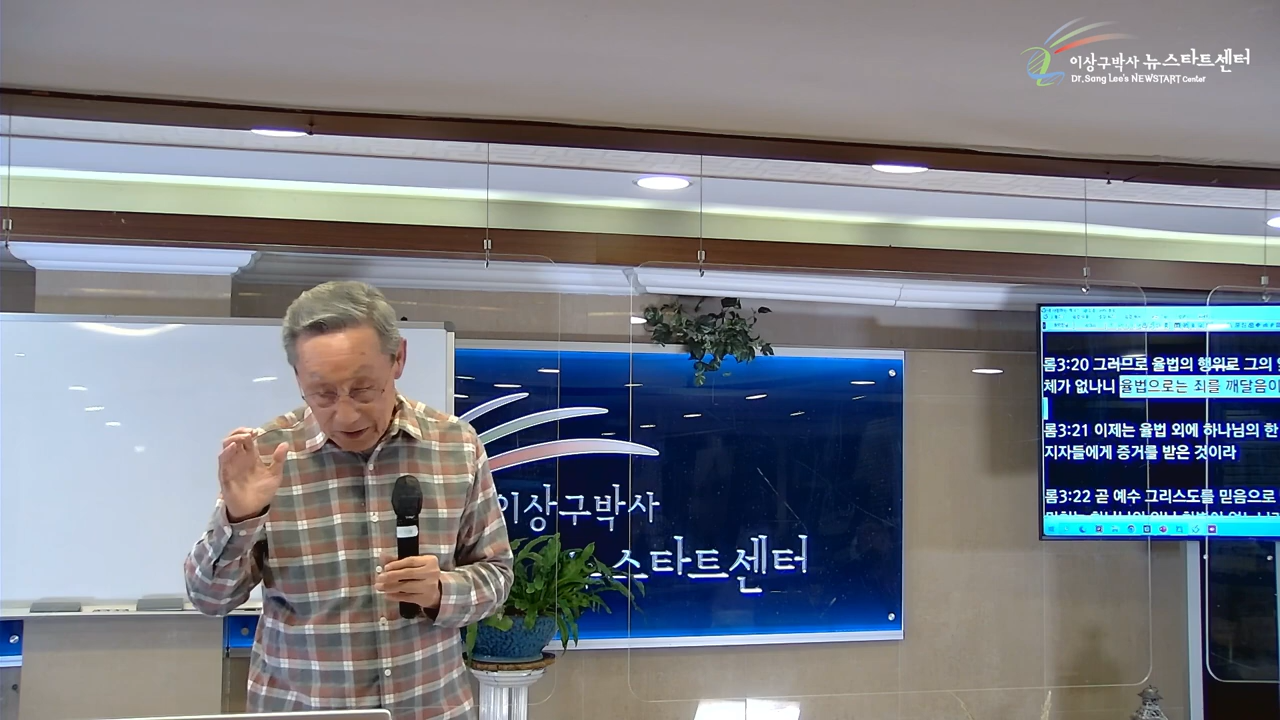 이상구박사 뉴스타트센터
Dr. Sang Lee's NEWSTART Center
이상구박사
스타트센터
롬3:20 그러므로 율법의 행위로 그의
체가 없나니 율법으로는 죄를 깨달음이
롬3:21 이제는 율법 외에 하나님의 한
지자들에게 증거를 받은 것이라
롬3:22 곧 예수 그리스도를 믿음으로